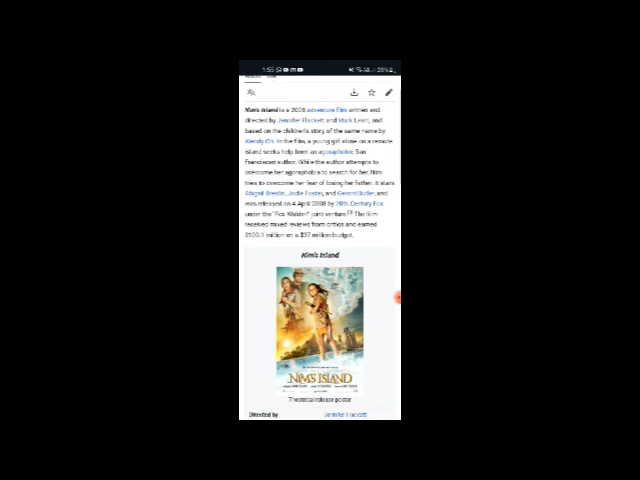 1:55
Nim's Island is a 2008 adventure film written and
directed by Jennifer Flackett and Mark Levin, and
based on the children's story of the same name by
Wendy Orr. In the film, a young girl alone on a remote
island seeks help from an agoraphobic San
Franciscan author. While the author attempts to
overcome her agoraphobia to search for her, Nim
tries to overcome her fear of losing her father. It stars
Abigail Breslin, Jodie Foster, and Gerard Butler, and
was released on 4 April 2008 by 20th Century Fox
under the "Fox Walden" joint venture. The film
received mixed reviews from critics and earned
$100.1 million on a $37 million budget.
Nim's Island
NIM'S ISLAND
Theatrical release poster
Directed by Jennifer Flackett